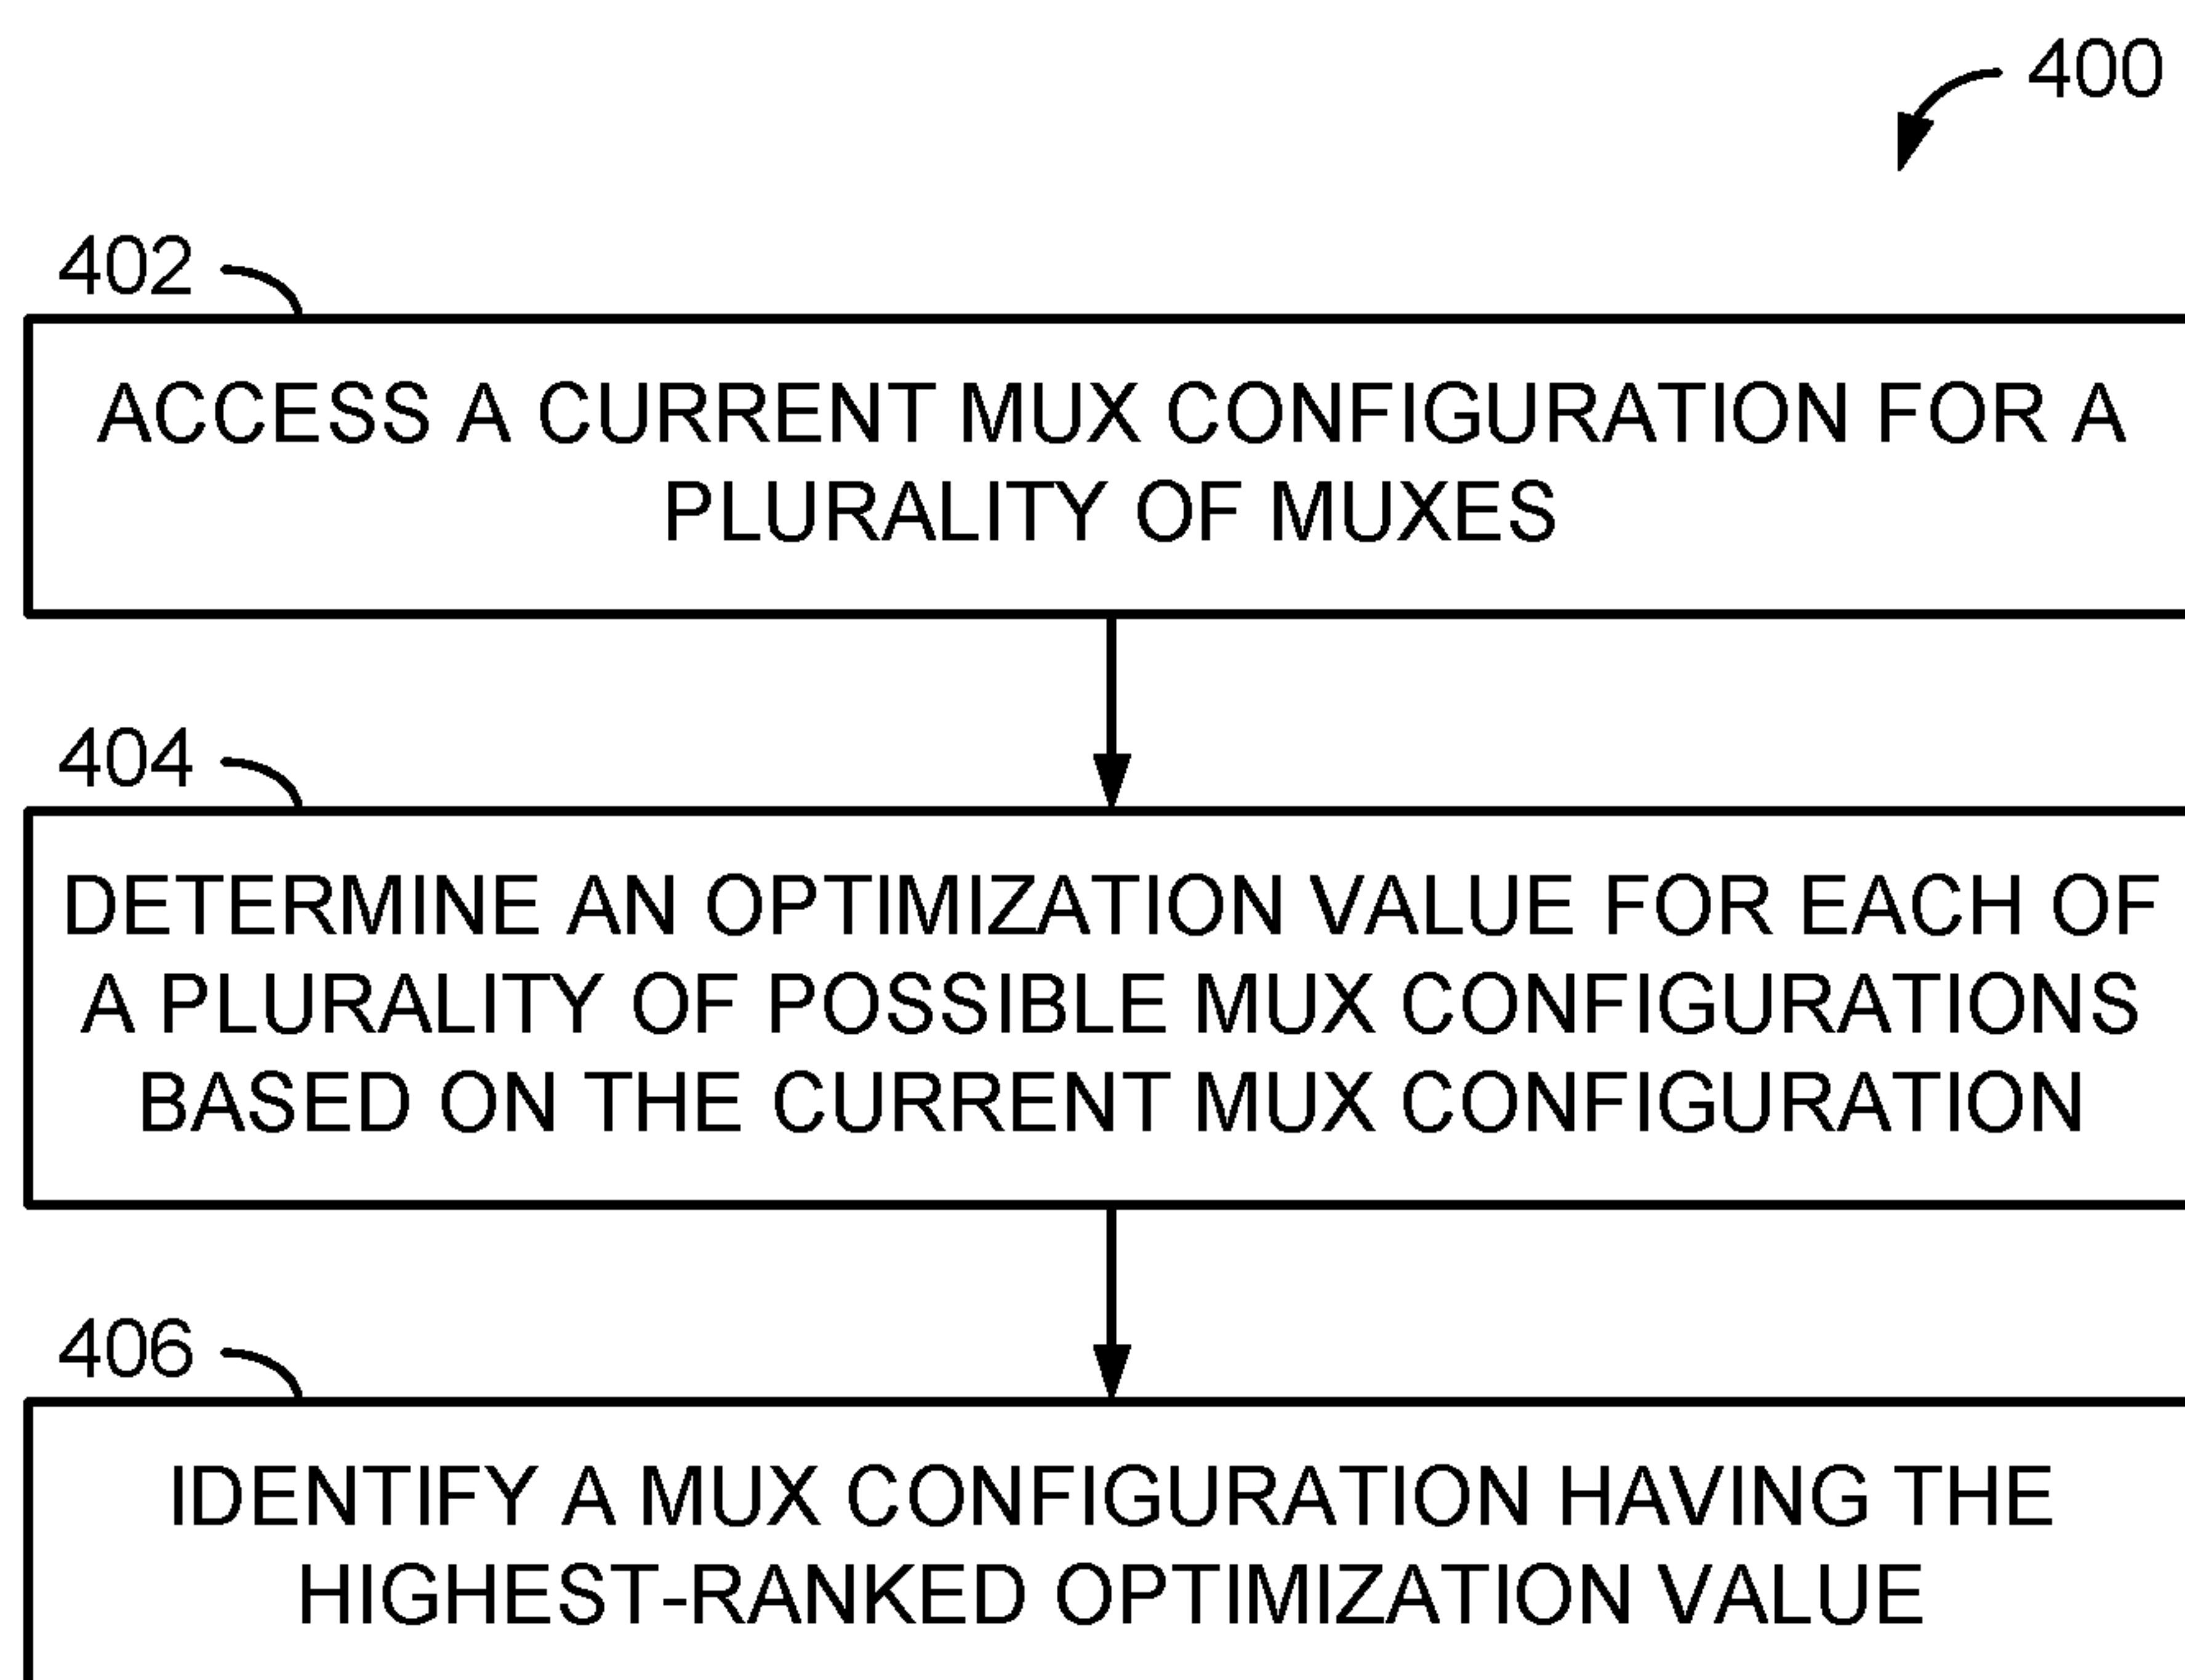 400
402
ACCESS A CURRENT MUX CONFIGURATION FOR A
PLURALITY OF MUXES
404
DETERMINE AN OPTIMIZATION VALUE FOR EACH OF
A PLURALITY OF POSSIBLE MUX CONFIGURATIONS
BASED ON THE CURRENT MUX CONFIGURATION
406
IDENTIFY A MUX CONFIGURATION HAVING THE
HIGHEST-RANKED OPTIMIZATION VALUE